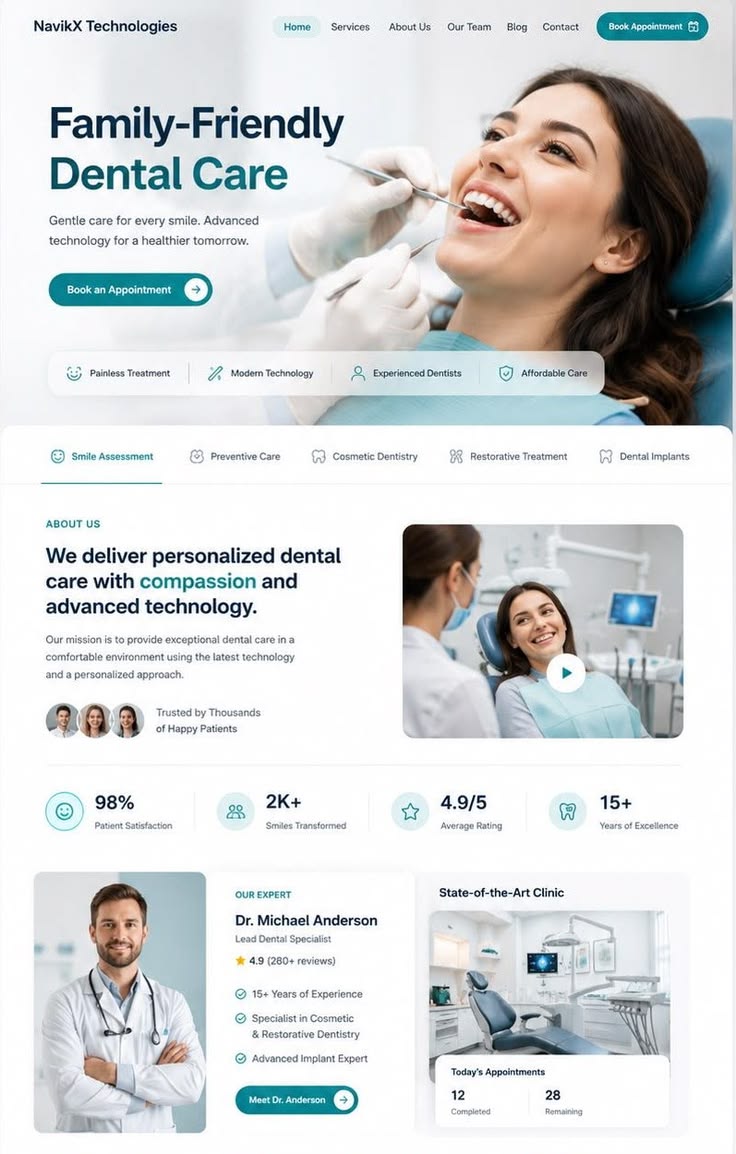 NavikX Technologies
Home
Services
About Us
Our Team
Blog
Contact
Book Appointment
Family-Friendly
Dental Care
Gentle care for every smile. Advanced
technology for a healthier tomorrow.
Book an Appointment
Painless Treatment
Modern Technology
Experienced Dentists
Affordable Care
Smile Assessment
Preventive Care
Cosmetic Dentistry
Restorative Treatment
Dental Implants
ABOUT US
We deliver personalized dental
care with compassion and
advanced technology.
Our mission is to provide exceptional dental care in a
comfortable environment using the latest technology
and a personalized approach.
Trusted by Thousands
of Happy Patients
98%
Patient Satisfaction
2K+
Smiles Transformed
4.9/5
Average Rating
15+
Years of Excellence
OUR EXPERT
Dr. Michael Anderson
Lead Dental Specialist
4.9 (280+ reviews)
15+ Years of Experience
Specialist in Cosmetic
& Restorative Dentistry
Advanced Implant Expert
Meet Dr. Anderson
State-of-the-Art Clinic
Today's Appointments
12
Completed
28
Remaining